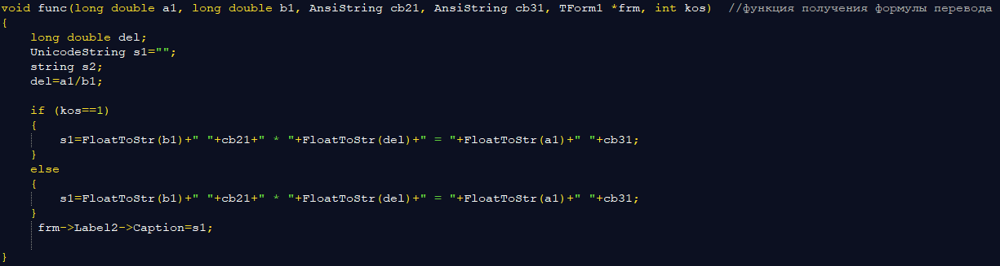 void func(long double a1, long double b1, AnsiString cb21, AnsiString cb31, TForm1 *frm, int kos)  //функция получения формулы перевода
{
    long double del;
    UnicodeString s1="";
    string s2;
    del=a1/b1;

    if (kos==1)
    {
        s1=FloatToStr(b1)+" "+cb21+" * "+FloatToStr(del)+" = "+FloatToStr(a1)+" "+cb31;
    }
    else
    {
        s1=FloatToStr(b1)+" "+cb21+" * "+FloatToStr(del)+" = "+FloatToStr(a1)+" "+cb31;
    }
     frm->Label2->Caption=s1;

}